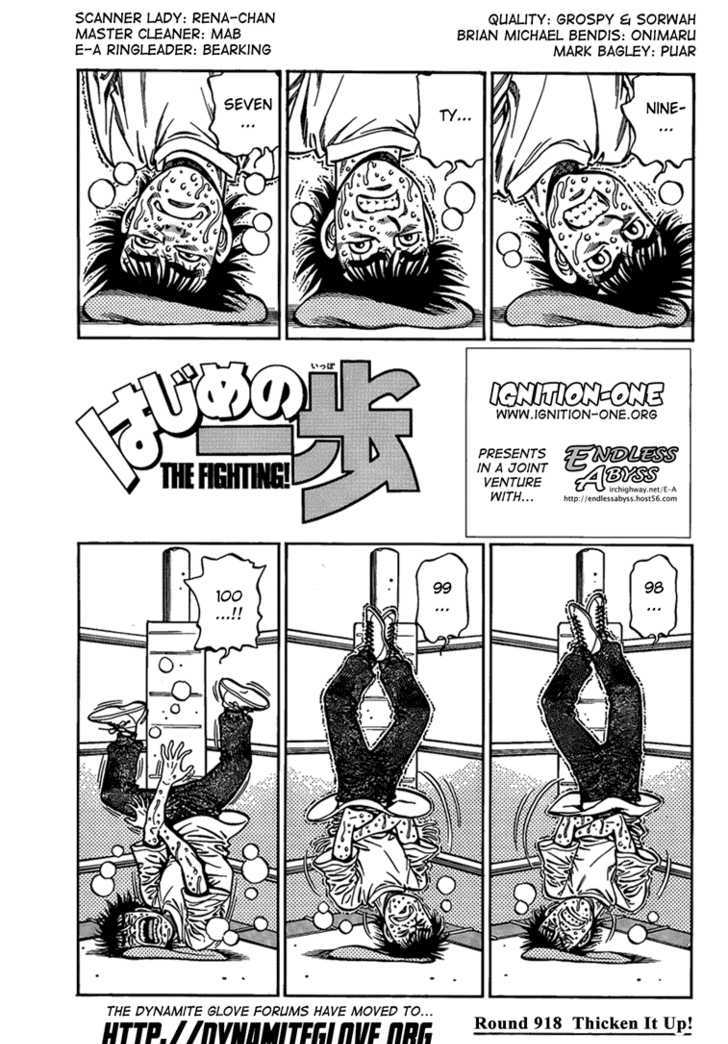 SCANNER LADY: RENA-CHAN
MASTER CLEANER: MAB
E-A RINGLEADER: BEARKING
QUALITY: GROSPY & SORWAH
BRIAN MICHAEL BENDIS: ONIMARU
MARK BAGLEY: PUAR
NINE-
TY...
SEVEN
...
はじめの一歩
いっぽ
THE FIGHTING!
IGNITION-ONE
WWW.IGNITION-ONE.ORG
PRESENTS
IN A JOINT
VENTURE
WITH...
ENDLESS
ABYSS
irchighway.net/E-A
http://endlessabyss.host56.com
98
...
99
...
100
...!!
THE DYNAMITE GLOVE FORUMS HAVE MOVED TO...
HTTP://DYNAMITEGLOVE.ORG
Round 918 Thicken It Up!